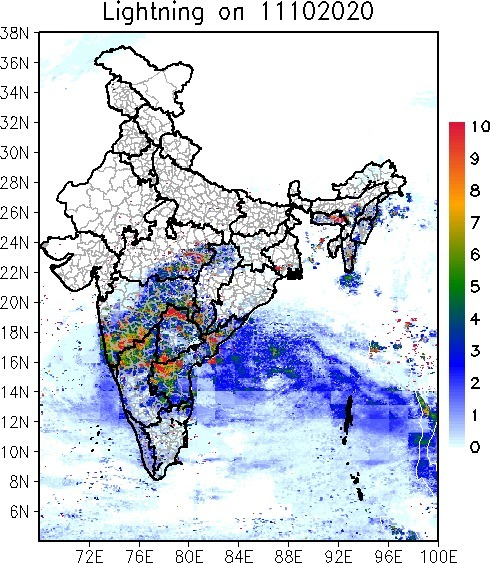 Lightning on 11102020
38N
36N
34N
32N
30N
28N
26N
24N
22N
20N
18N
16N
14N
12N
10N
8N
6N
72E 76E 80E 84E 88E 92E 96E 100E
10
9
8
7
6
5
4
3
2
1
0